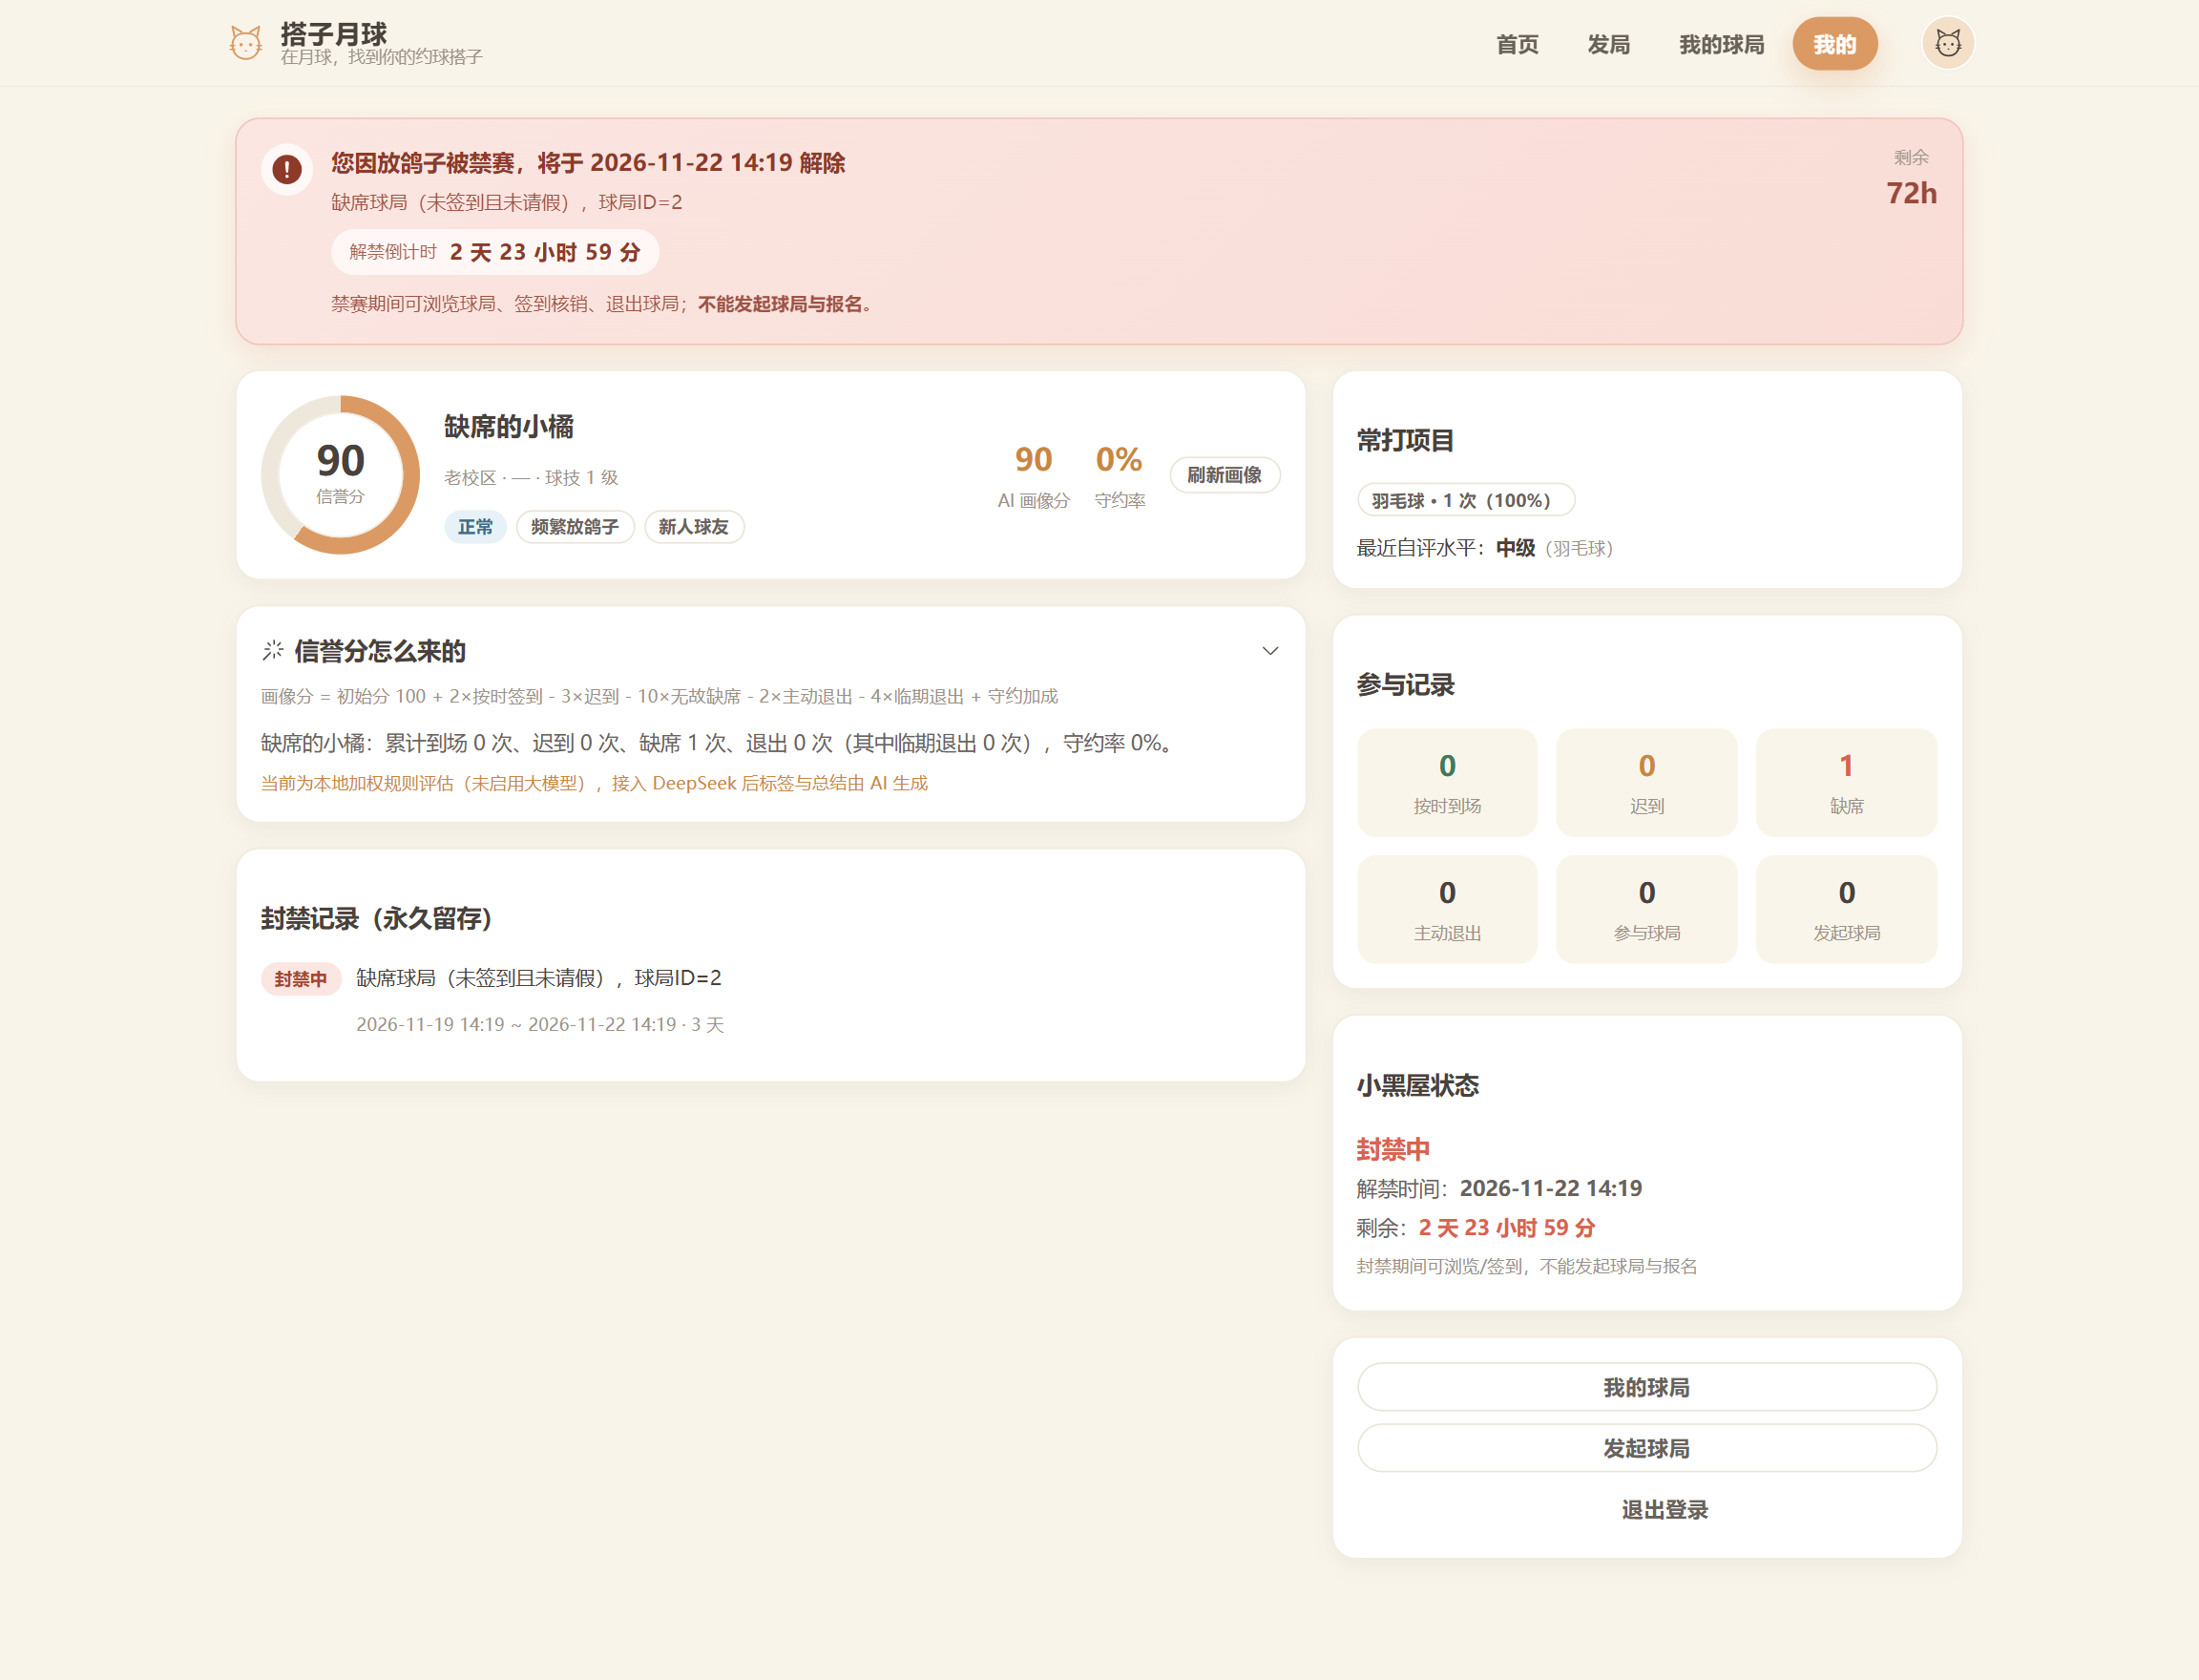 搭子月球
在月球，找到你的约球搭子
首页
发局
我的球局
我的
您因放鸽子被禁赛，将于 2026-11-22 14:19 解除
缺席球局（未签到且未请假），球局ID=2
解禁倒计时 2 天 23 小时 59 分
禁赛期间可浏览球局、签到核销、退出球局；不能发起球局与报名。
剩余
72h
90
信誉分
缺席的小橘
老校区 · — · 球技 1 级
正常
频繁放鸽子
新人球友
90
AI 画像分
0%
守约率
刷新画像
信誉分怎么来的
画像分 = 初始分 100 + 2×按时签到 - 3×迟到 - 10×无故缺席 - 2×主动退出 - 4×临期退出 + 守约加成
缺席的小橘：累计到场 0 次、迟到 0 次、缺席 1 次、退出 0 次（其中临期退出 0 次），守约率 0%。
当前为本地加权规则评估（未启用大模型），接入 DeepSeek 后标签与总结由 AI 生成
封禁记录（永久留存）
封禁中
缺席球局（未签到且未请假），球局ID=2
2026-11-19 14:19 ~ 2026-11-22 14:19 · 3 天
常打项目
羽毛球 • 1 次（100%）
最近自评水平：中级（羽毛球）
参与记录
0
按时到场
0
迟到
1
缺席
0
主动退出
0
参与球局
0
发起球局
小黑屋状态
封禁中
解禁时间：2026-11-22 14:19
剩余：2 天 23 小时 59 分
封禁期间可浏览/签到，不能发起球局与报名
我的球局
发起球局
退出登录